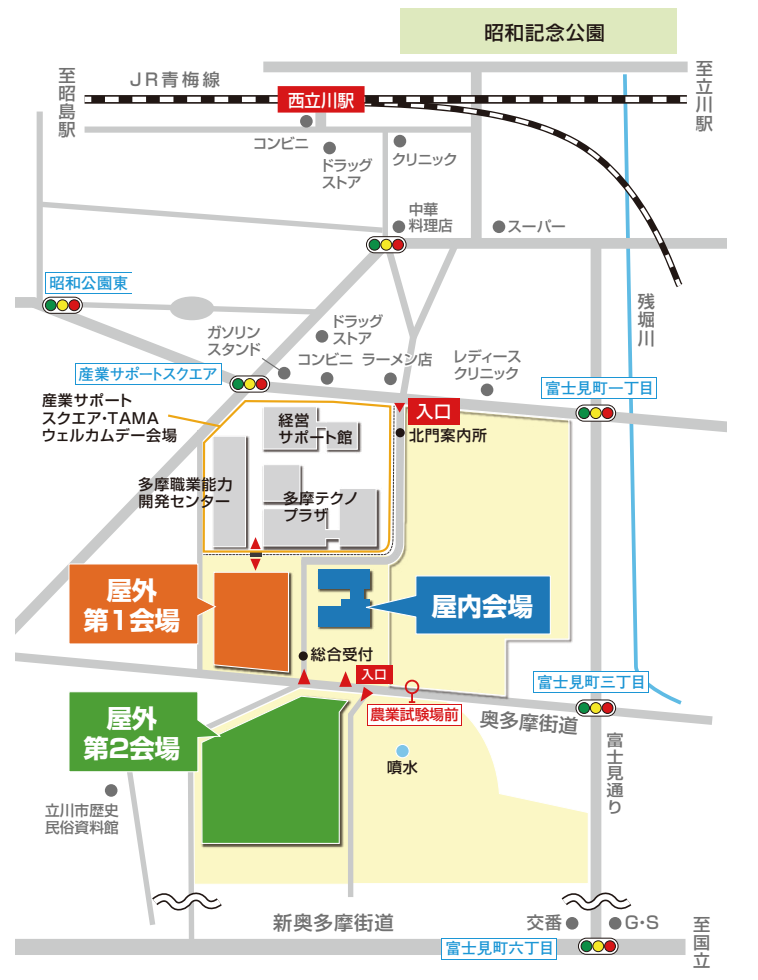 昭和記念公園
至昭島駅
JR青梅線
西立川駅
至立川駅
コンビニ
ドラッグ
ストア
クリニック
中華
料理店
スーパー
昭和公園東
残堀川
ガソリン
スタンド
ドラッグ
ストア
コンビニ
ラーメン店
レディース
クリニック
産業サポートスクエア
富士見町一丁目
産業サポート
スクエア・TAMA
ウェルカムデー会場
経営
サポート館
入口
北門案内所
多摩職業能力
開発センター
多摩テクノ
プラザ
屋外
第1会場
屋内会場
総合受付
入口
富士見町三丁目
農業試験場前
奥多摩街道
屋外
第2会場
噴水
富士見通り
立川市歴史
民俗資料館
新奥多摩街道
交番
G・S
富士見町六丁目
至国立